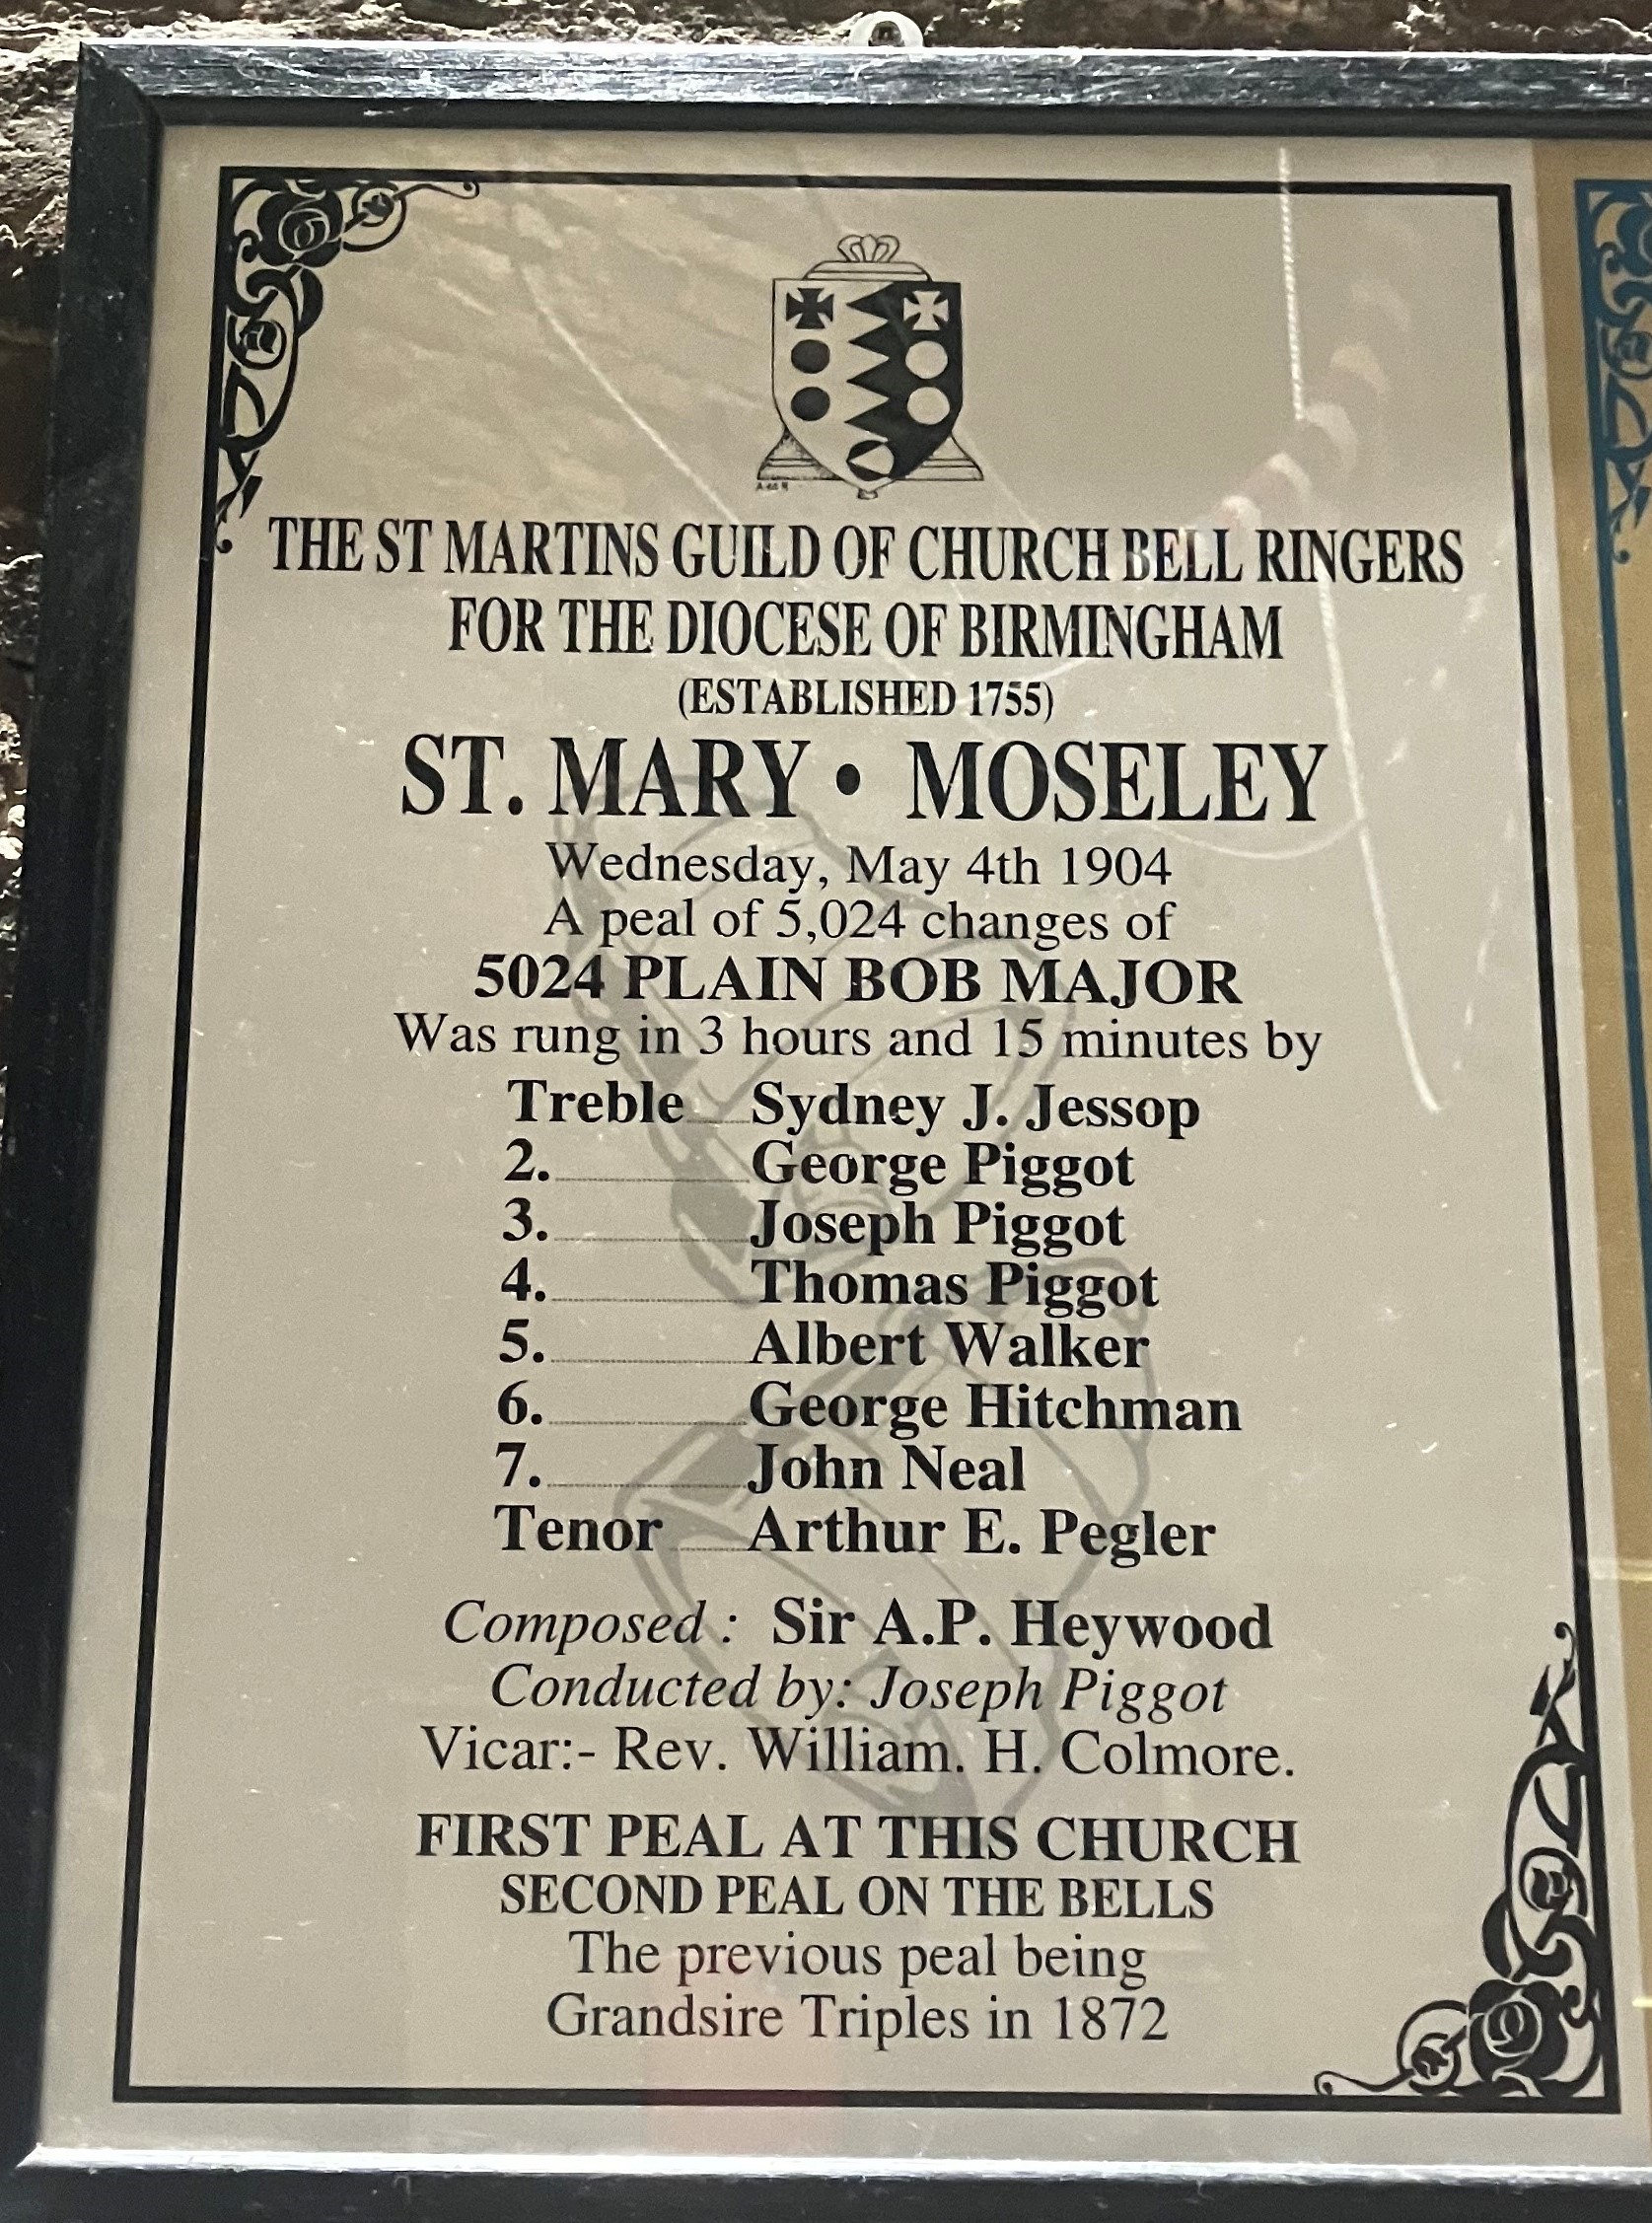 THE ST MARTINS GUILD OF CHURCH BELL RINGERS
FOR THE DIOCESE OF BIRMINGHAM
(ESTABLISHED 1755)
ST. MARY • MOSELEY
Wednesday, May 4th 1904
A peal of 5,024 changes of
5024 PLAIN BOB MAJOR
Was rung in 3 hours and 15 minutes by
Treble Sydney J. Jessop
2. George Piggot
3. Joseph Piggot
4. Thomas Piggot
5. Albert Walker
6. George Hitchman
7. John Neal
Tenor Arthur E. Pegler
Composed : Sir A.P. Heywood
Conducted by: Joseph Piggot
Vicar:- Rev. William. H. Colmore.
FIRST PEAL AT THIS CHURCH
SECOND PEAL ON THE BELLS
The previous peal being
Grandsire Triples in 1872